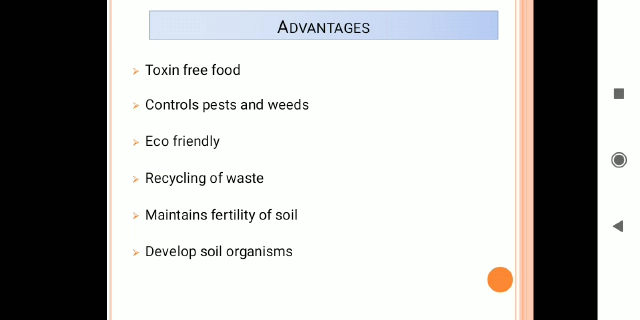 ADVANTAGES
Toxin free food
Controls pests and weeds
Eco friendly
Recycling of waste
Maintains fertility of soil
Develop soil organisms